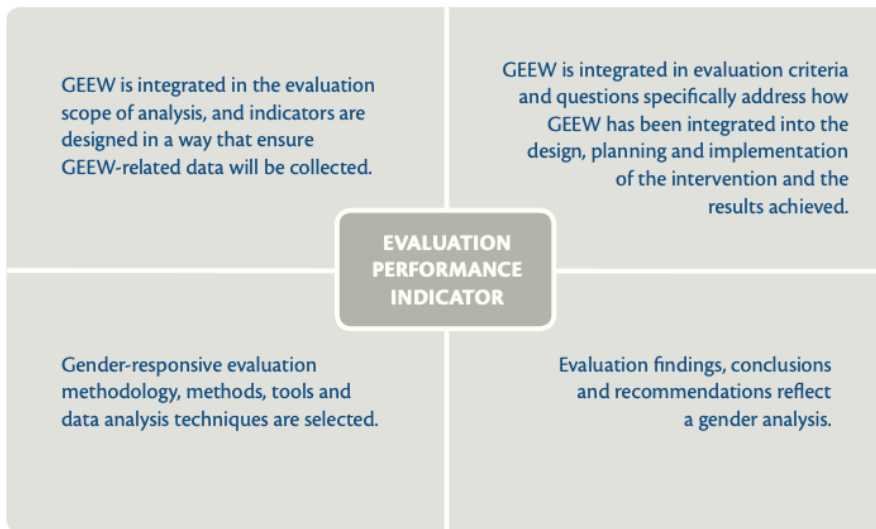 GEEW is integrated in the evaluation
scope of analysis, and indicators are
designed in a way that ensure
GEEW-related data will be collected.
GEEW is integrated in evaluation criteria
and questions specifically address how
GEEW has been integrated into the
design, planning and implementation
of the intervention and the
results achieved.
EVALUATION
PERFORMANCE
INDICATOR
Gender-responsive evaluation
methodology, methods, tools and
data analysis techniques are selected.
Evaluation findings, conclusions
and recommendations reflect
a gender analysis.